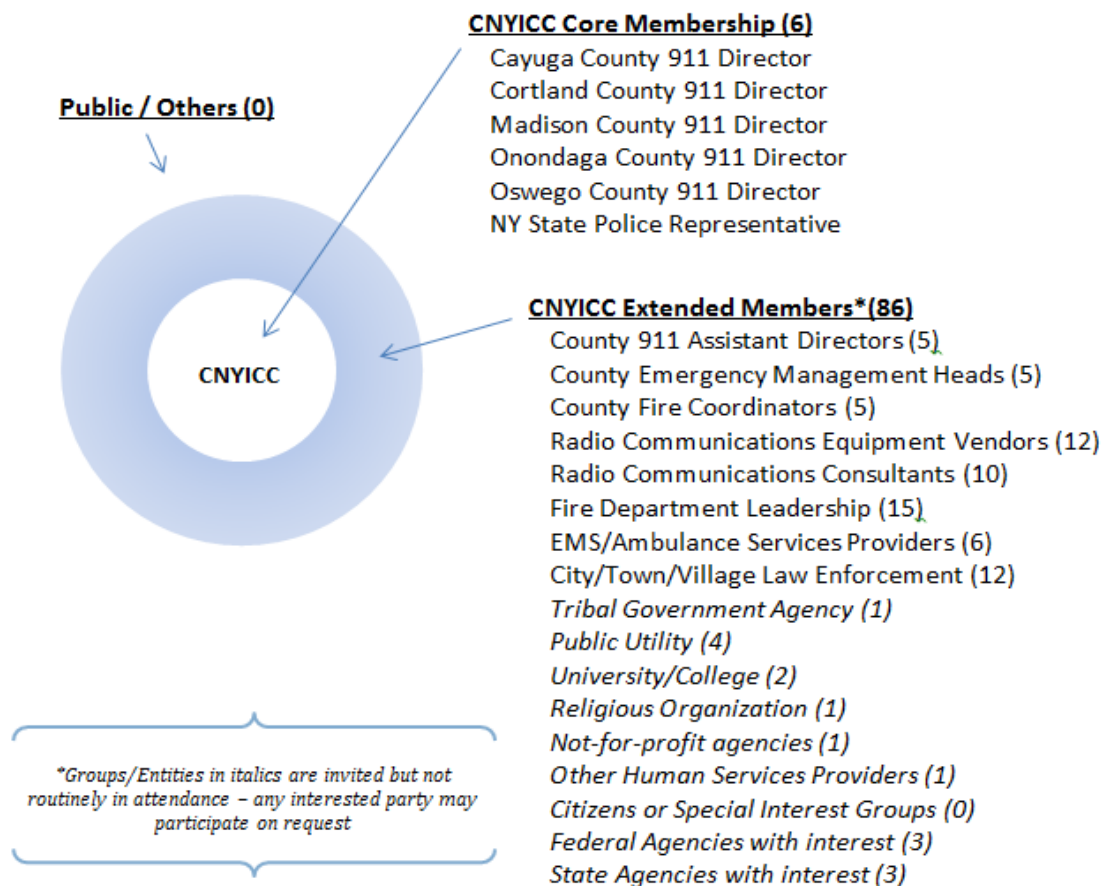 CNYICC Core Membership (6)
Cayuga County 911 Director
Cortland County 911 Director
Madison County 911 Director
Onondaga County 911 Director
Oswego County 911 Director
NY State Police Representative
Public / Others (0)
CNYICC
CNYICC Extended Members*(86)
County 911 Assistant Directors (5)
County Emergency Management Heads (5)
County Fire Coordinators (5)
Radio Communications Equipment Vendors (12)
Radio Communications Consultants (10)
Fire Department Leadership (15)
EMS/Ambulance Services Providers (6)
City/Town/Village Law Enforcement (12)
Tribal Government Agency (1)
Public Utility (4)
University/College (2)
Religious Organization (1)
Not-for-profit agencies (1)
Other Human Services Providers (1)
Citizens or Special Interest Groups (0)
Federal Agencies with interest (3)
State Agencies with interest (3)
*Groups/Entities in italics are invited but not
routinely in attendance – any interested party may
participate on request